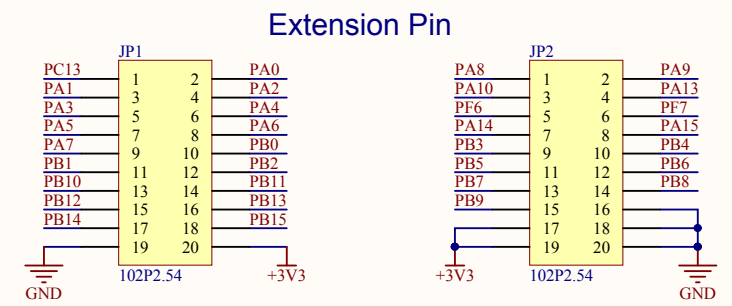 Extension Pin
JP1 JP2
PC13 1 2 PA0 PA8 1 2 PA9
PA1 3 4 PA2 PA10 3 4 PA13
PA3 5 6 PA4 PF6 5 6 PF7
PA5 7 8 PA6 PA14 7 8 PA15
PA7 9 10 PB0 PB3 9 10 PB4
PB1 11 12 PB2 PB5 11 12 PB6
PB10 13 14 PB11 PB7 13 14 PB8
PB12 15 16 PB13 PB9 15 16
PB14 17 18 PB15 17 18
19 20 19 20
102P2.54 +3V3 +3V3 102P2.54
GND GND